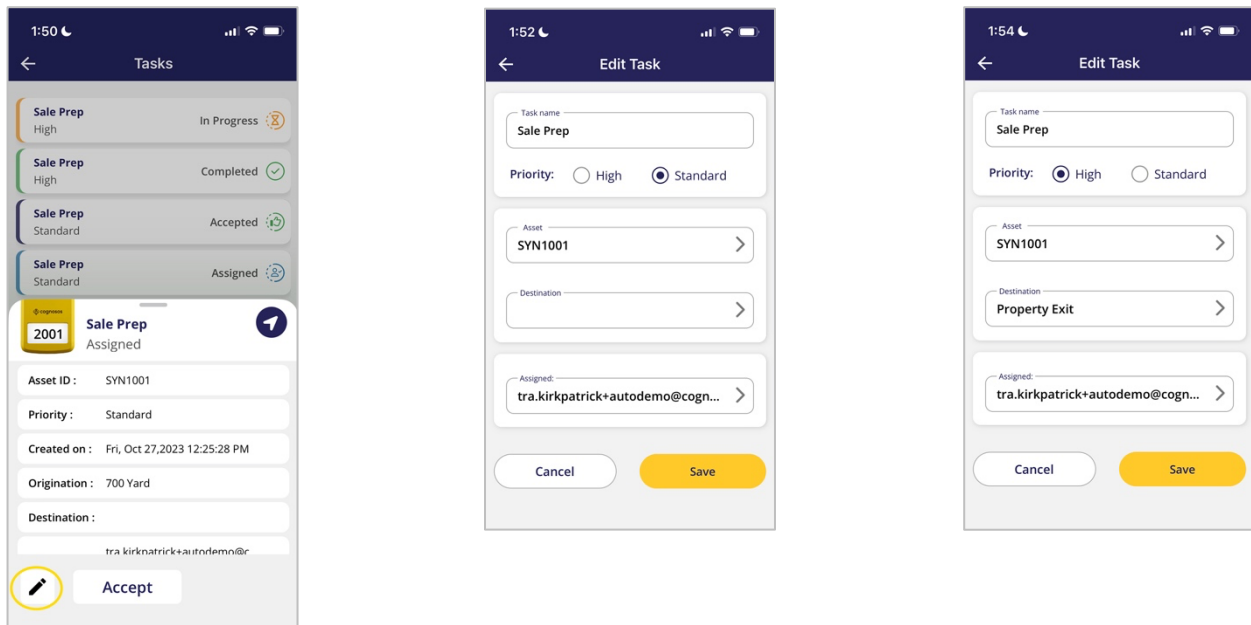 1:50
Tasks
Sale Prep
High
In Progress
Sale Prep
High
Completed
Sale Prep
Standard
Accepted
Sale Prep
Standard
Assigned
cognosos
2001
Sale Prep
Assigned
Asset ID : SYN1001
Priority : Standard
Created on : Fri, Oct 27,2023 12:25:28 PM
Origination : 700 Yard
Destination :
tra.kirkpatrick+autodemo@c
Accept
1:52
Edit Task
Task name
Sale Prep
Priority: High Standard
Asset
SYN1001
Destination
Assigned:
tra.kirkpatrick+autodemo@cogn...
Cancel Save
1:54
Edit Task
Task name
Sale Prep
Priority: High Standard
Asset
SYN1001
Destination
Property Exit
Assigned:
tra.kirkpatrick+autodemo@cogn...
Cancel Save